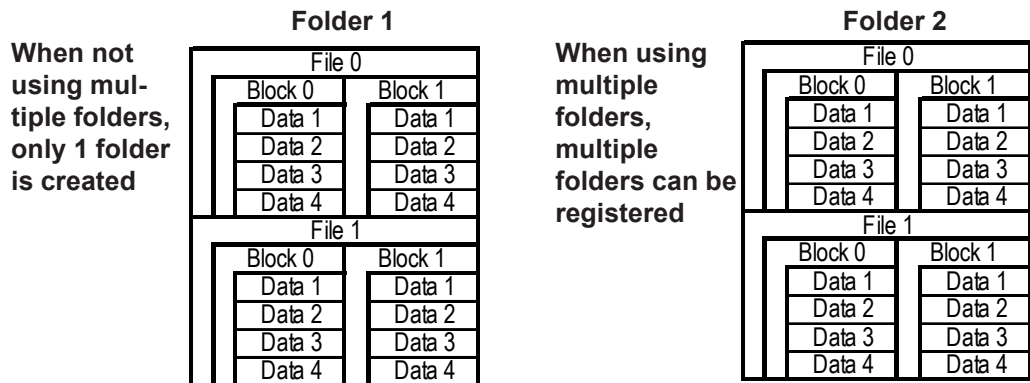 Folder 1
When not
using mul-
tiple folders,
only 1 folder
is created
File 0
Block 0 Block 1
Data 1 Data 1
Data 2 Data 2
Data 3 Data 3
Data 4 Data 4
File 1
Block 0 Block 1
Data 1 Data 1
Data 2 Data 2
Data 3 Data 3
Data 4 Data 4
Folder 2
When using
multiple
folders,
multiple
folders can be
registered
File 0
Block 0 Block 1
Data 1 Data 1
Data 2 Data 2
Data 3 Data 3
Data 4 Data 4
File 1
Block 0 Block 1
Data 1 Data 1
Data 2 Data 2
Data 3 Data 3
Data 4 Data 4